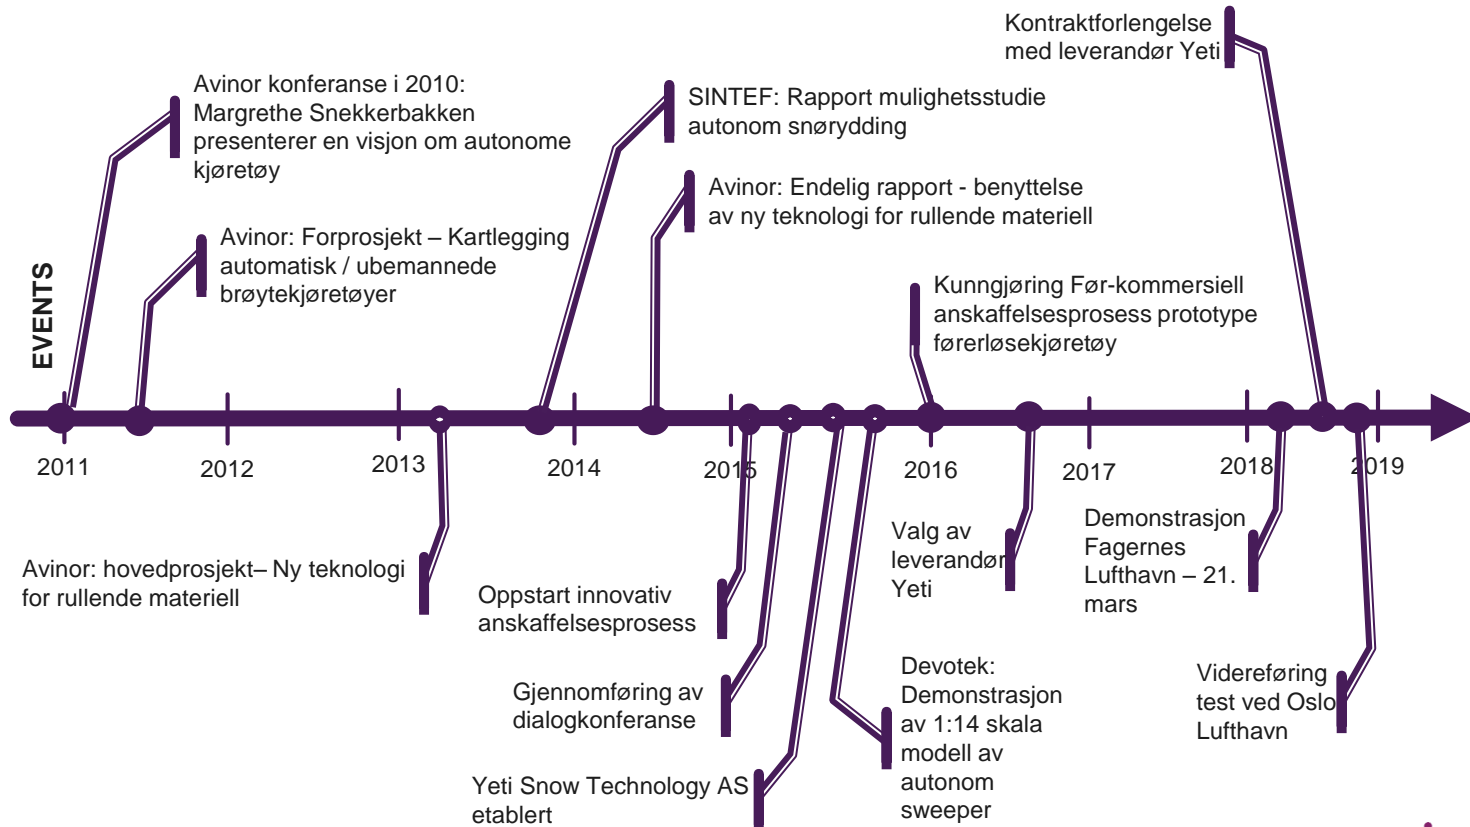 Kontraktforlengelse
med leverandør Yeti
Avinor konferanse i 2010:
Margrethe Snekkerbakken
presenterer en visjon om autonome
kjøretøy
SINTEF: Rapport mulighetsstudie
autonom snørydding
Avinor: Endelig rapport - benyttelse
av ny teknologi for rullende materiell
Avinor: Forprosjekt – Kartlegging
automatisk / ubemannede
brøytekjøretøyer
EVENTS
Kunngjøring Før-kommersiell
anskaffelsesprosess prototype
førerløsekjøretøy
2011
2012
2013
2014
2015
2016
2017
2018
2019
Avinor: hovedprosjekt– Ny teknologi
for rullende materiell
Oppstart innovativ
anskaffelsesprosess
Gjennomføring av
dialogkonferanse
Yeti Snow Technology AS
etablert
Devotek:
Demonstrasjon
av 1:14 skala
modell av
autonom
sweeper
Valg av
leverandør
Yeti
Demonstrasjon
Fagernes
Lufthavn – 21.
mars
Videreføring
test ved Oslo
Lufthavn